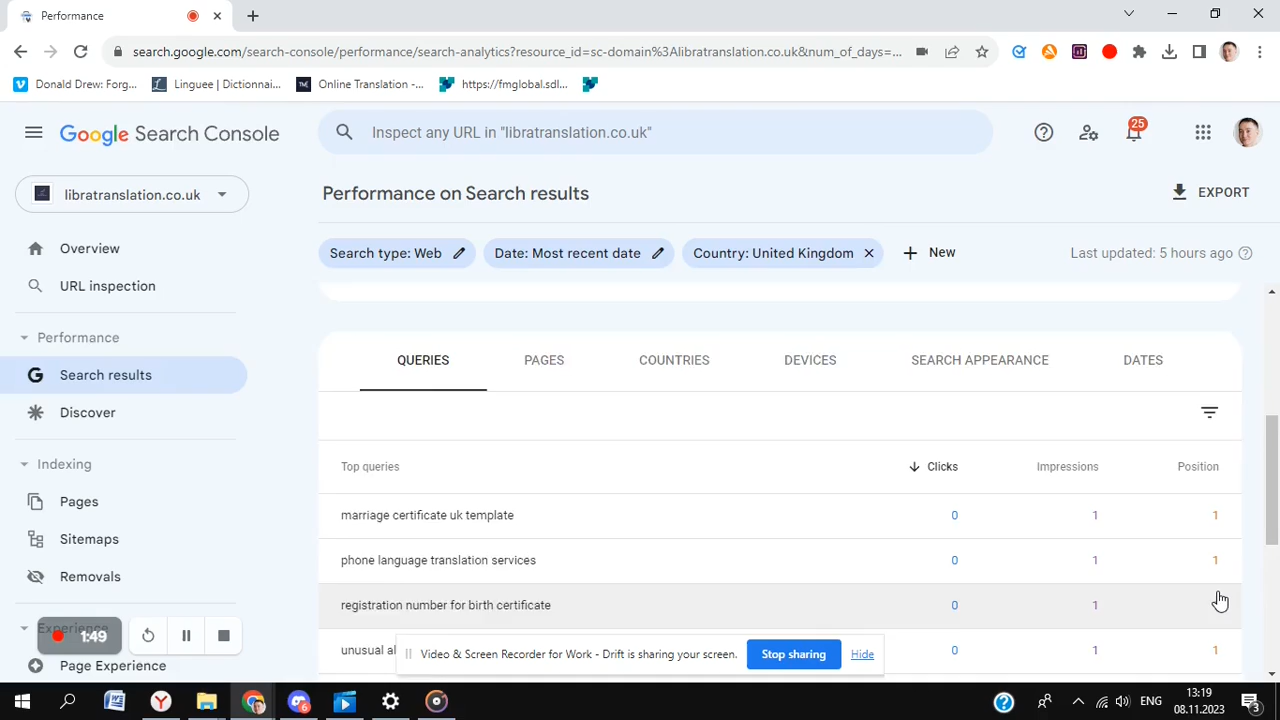 Performance
search.google.com/search-console/performance/search-analytics?resource_id=sc-domain%3Alibratranslation.co.uk&num_of_days=...
Donald Drew: Forg...
Linguee | Dictionnai...
Online Translation -...
https://fmglobal.sdl...
Google Search Console
Inspect any URL in "libratranslation.co.uk"
25
libratranslation.co.uk
Performance on Search results
EXPORT
Overview
URL inspection
Search type: Web
Date: Most recent date
Country: United Kingdom
New
Last updated: 5 hours ago
Performance
Search results
Discover
QUERIES
PAGES
COUNTRIES
DEVICES
SEARCH APPEARANCE
DATES
Indexing
Pages
Sitemaps
Removals
Top queries
Clicks
Impressions
Position
marriage certificate uk template 0 1 1
phone language translation services 0 1 1
registration number for birth certificate 0 1
unusual al 0 1 1
Experience
1:49
Page Experience
Video & Screen Recorder for Work - Drift is sharing your screen.
Stop sharing
Hide
6
ENG
13:19
08.11.2023
3